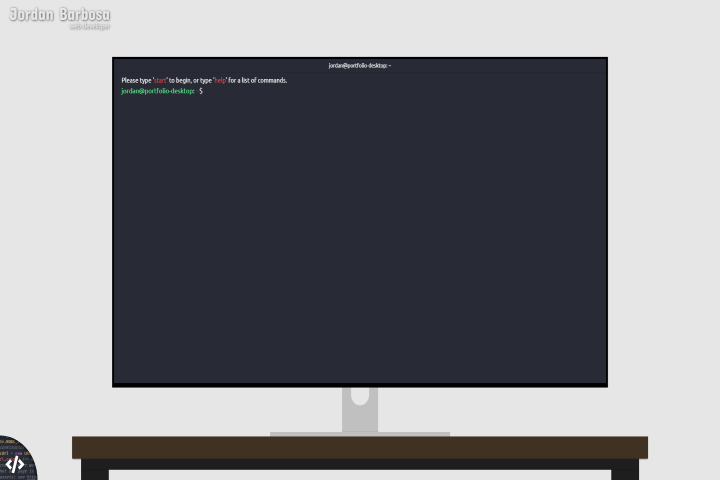 Jordan Barbosa
web developer
jordan@portfolio-desktop: ~
Please type 'start' to begin, or type 'help' for a list of commands.
jordan@portfolio-desktop: ~$